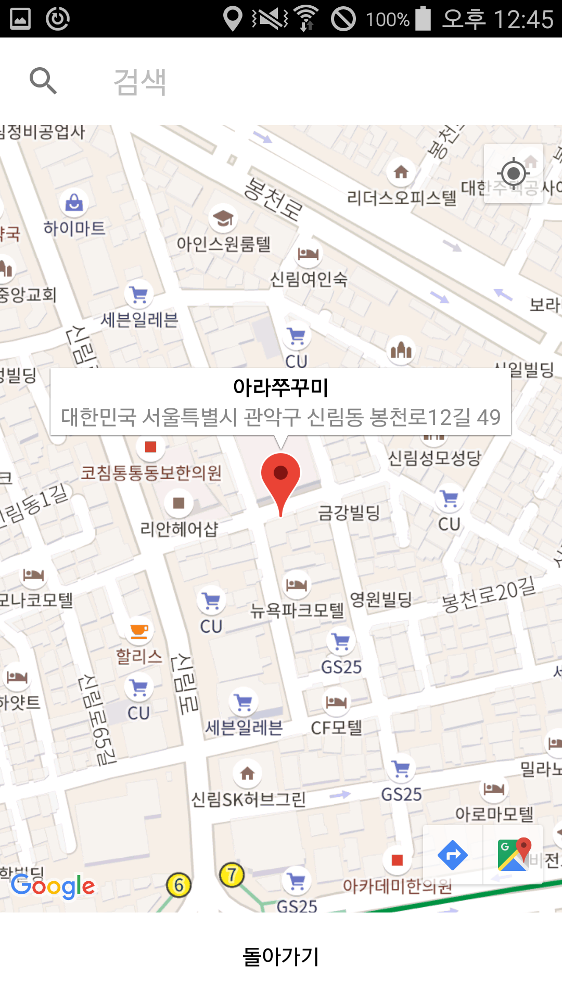 100% 오후 12:45
검색
림정비공업사
봉천로
리더스오피스텔
대한주택공사
하이마트
약국
아인스원룸텔
신림여인숙
중앙교회
세븐일레븐
보라
CU
신림로
성빌딩
신일빌딩
아라쭈꾸미
대한민국 서울특별시 관악구 신림동 봉천로12길 49
신림성모성당
코침통통동보한의원
크
신림동1길
CU
금강빌딩
리안헤어샵
모나코모텔
영원빌딩
봉천로20길
뉴욕파크모텔
CU
할리스
GS25
신림로
하얏트
신림로65길
CU
CF모텔
세븐일레븐
밀라노
GS25
신림SK허브그린
아로마모텔
비전
학빌딩
Google
6
7
G
아카데미한의원
GS25
돌아가기